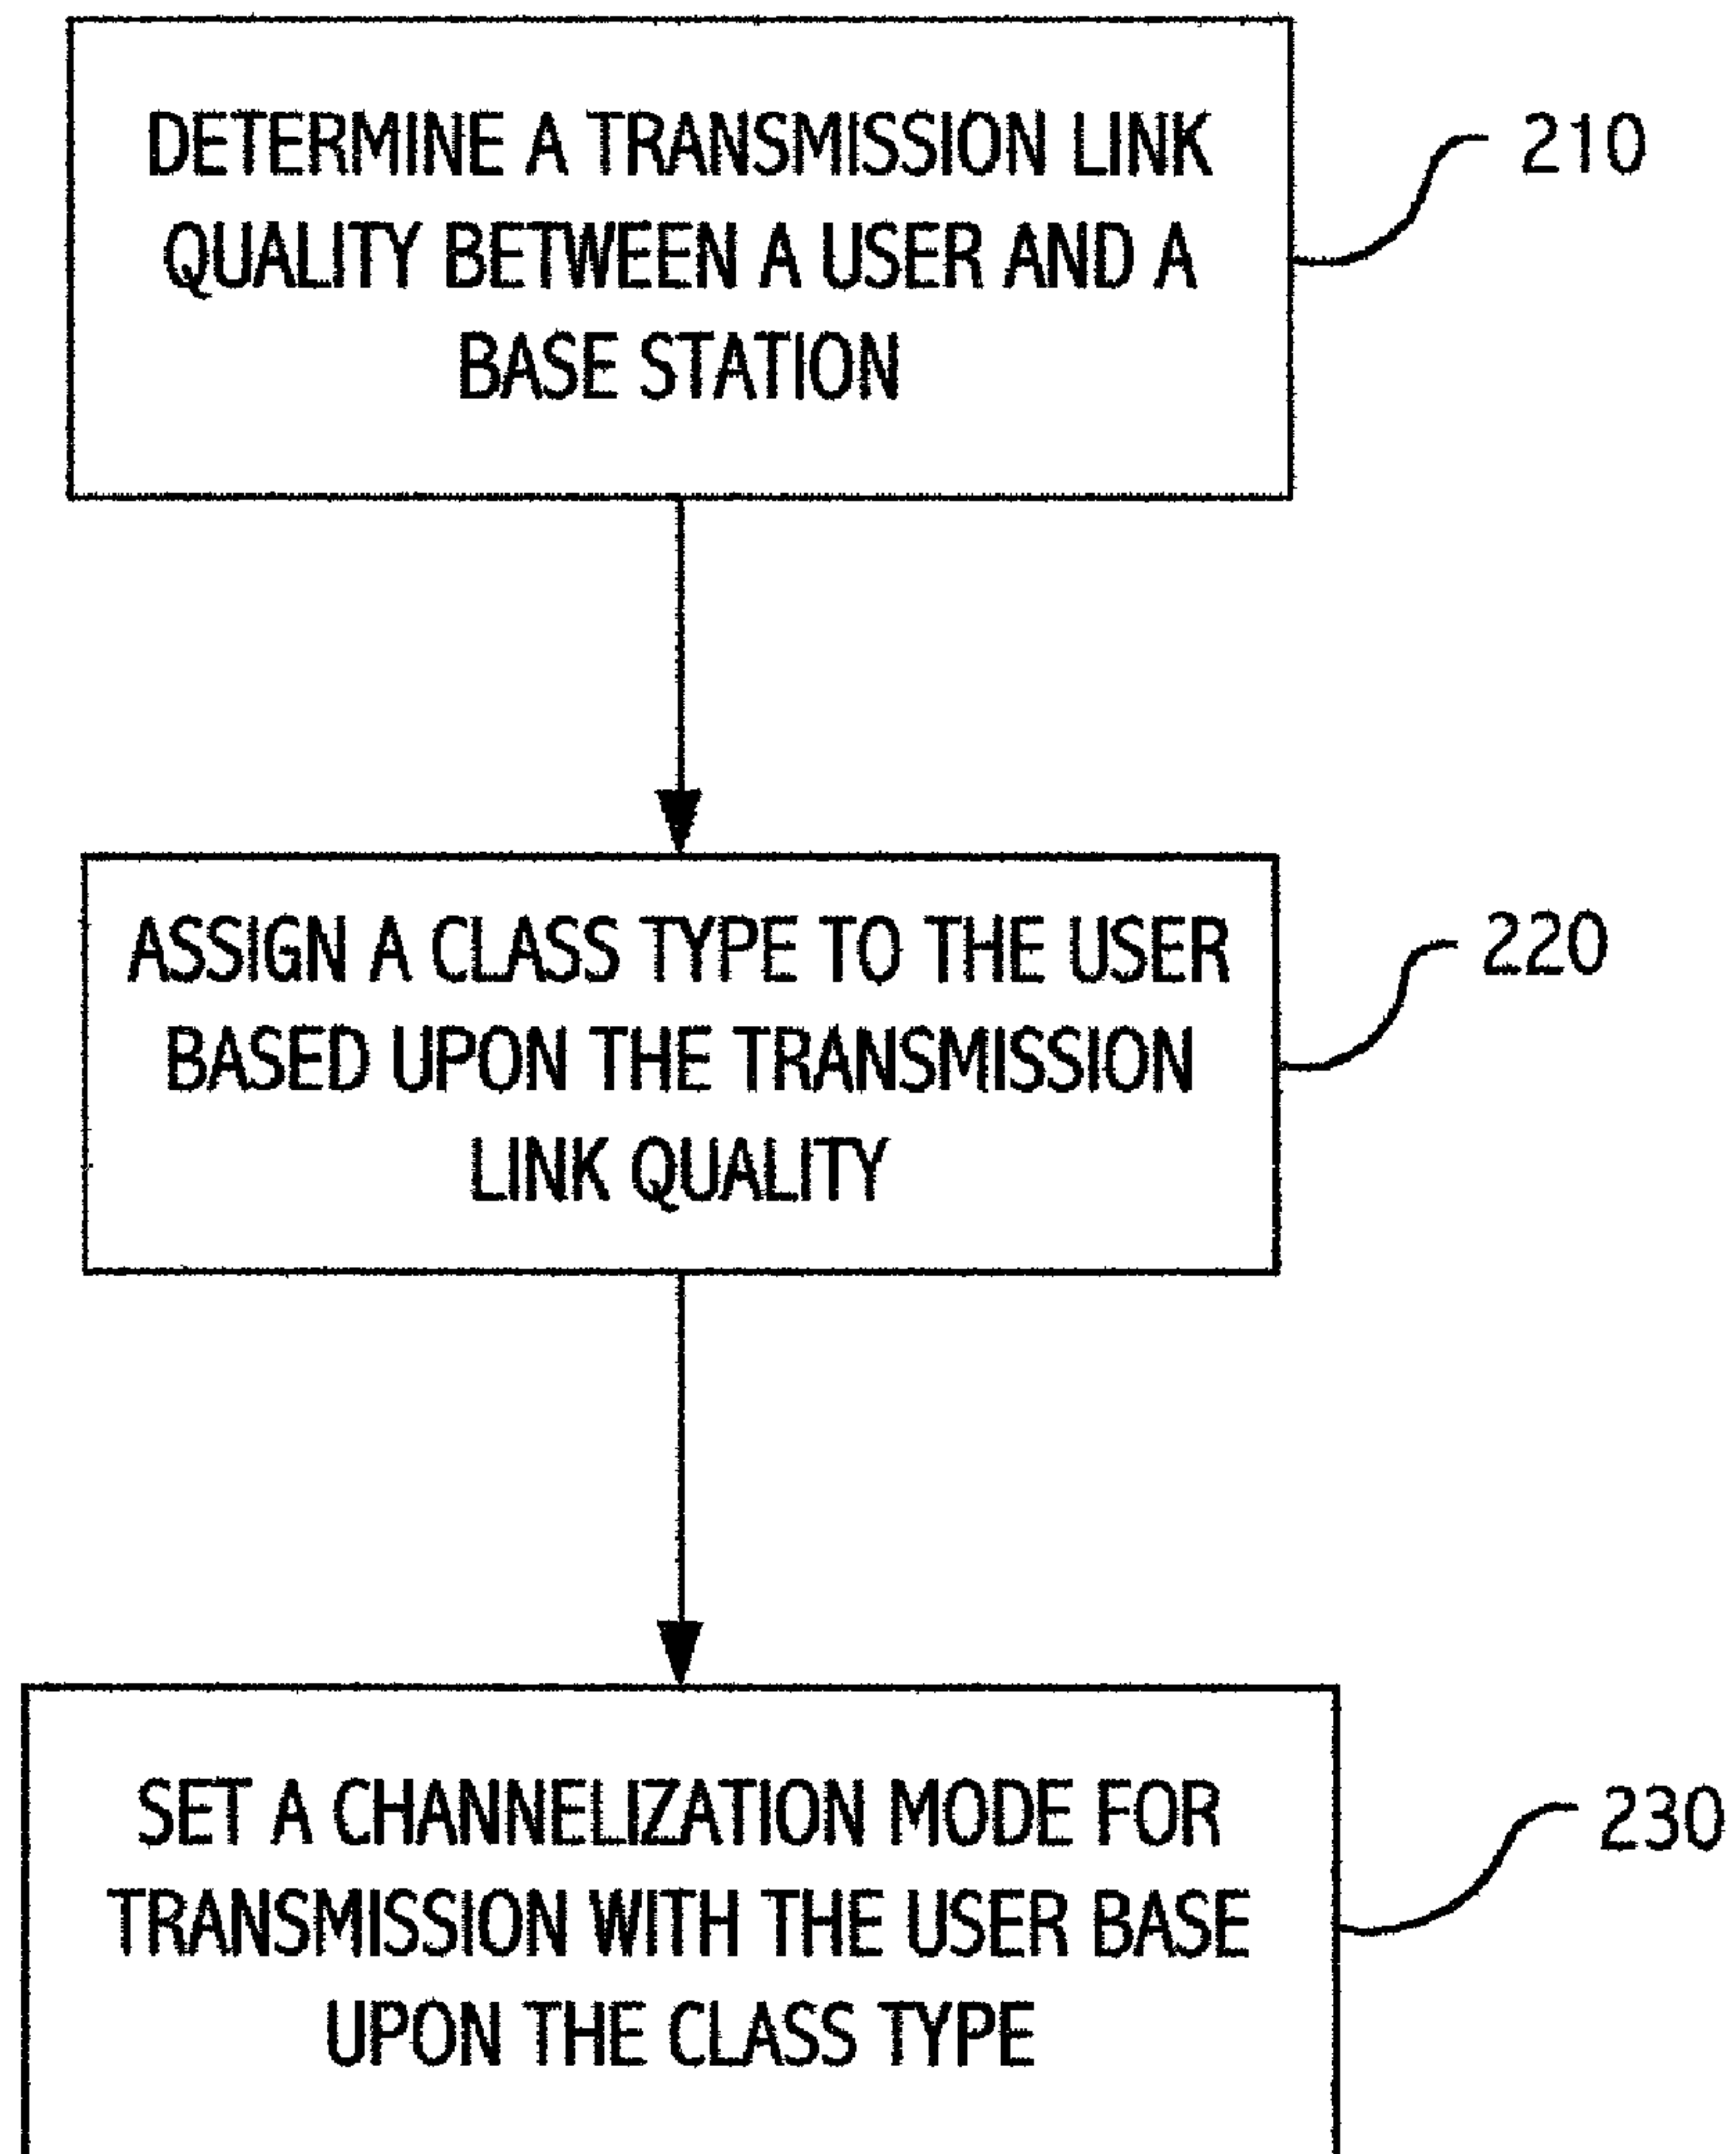 DETERMINE A TRANSMISSION LINK
QUALITY BETWEEN A USER AND A
BASE STATION
210
ASSIGN A CLASS TYPE TO THE USER
BASED UPON THE TRANSMISSION
LINK QUALITY
220
SET A CHANNELIZATION MODE FOR
TRANSMISSION WITH THE USER BASE
UPON THE CLASS TYPE
230